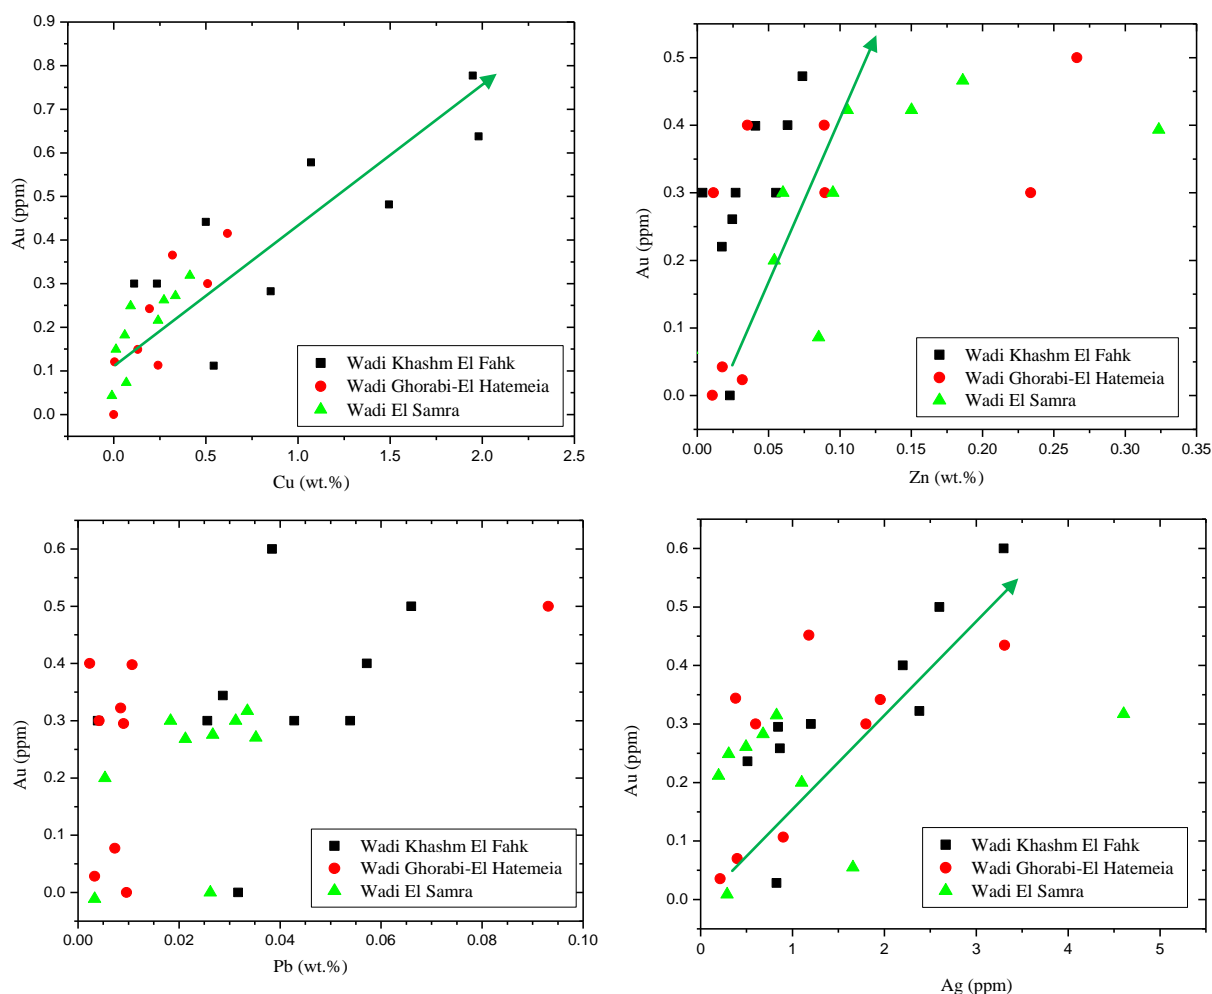 0.9
0.8
0.7
0.6
0.5
0.4
0.3
0.2
0.1
0.0
Au (ppm)
Wadi Khashm El Fahk
Wadi Ghorabi-El Hatemeia
Wadi El Samra
0.0 0.5 1.0 1.5 2.0 2.5
Cu (wt.%)
0.5
0.4
0.3
0.2
0.1
0.0
Au (ppm)
Wadi Khashm El Fahk
Wadi Ghorabi-El Hatemeia
Wadi El Samra
0.00 0.05 0.10 0.15 0.20 0.25 0.30 0.35
Zn (wt.%)
0.6
0.5
0.4
0.3
0.2
0.1
0.0
Au (ppm)
Wadi Khashm El Fahk
Wadi Ghorabi-El Hatemeia
Wadi El Samra
0.00 0.02 0.04 0.06 0.08 0.10
Pb (wt.%)
0.6
0.5
0.4
0.3
0.2
0.1
0.0
Au (ppm)
Wadi Khashm El Fahk
Wadi Ghorabi-El Hatemeia
Wadi El Samra
0 1 2 3 4 5
Ag (ppm)